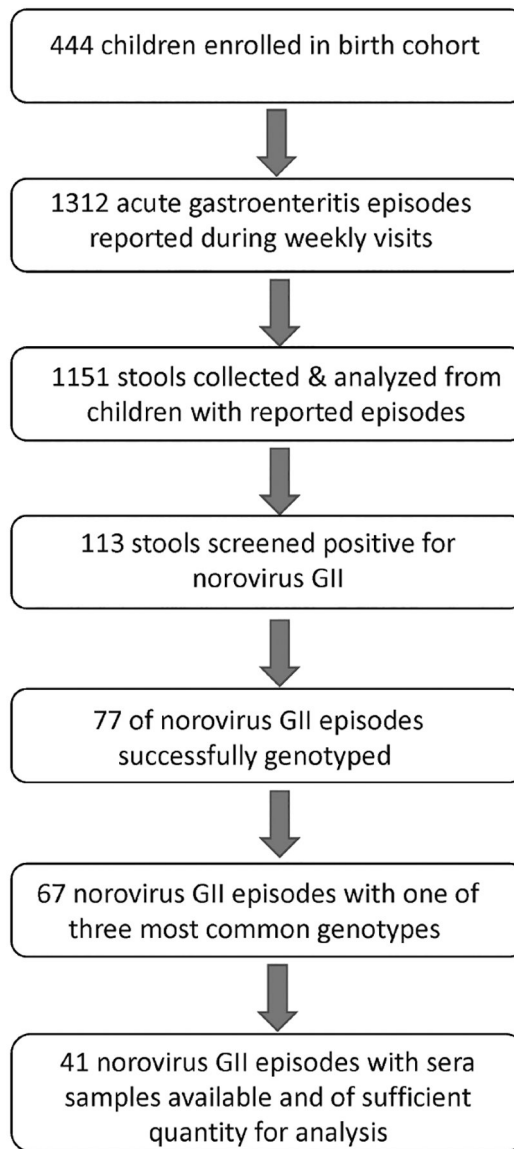 444 children enrolled in birth cohort
1312 acute gastroenteritis episodes
reported during weekly visits
1151 stools collected & analyzed from
children with reported episodes
113 stools screened positive for
norovirus GII
77 of norovirus GII episodes
successfully genotyped
67 norovirus GII episodes with one of
three most common genotypes
41 norovirus GII episodes with sera
samples available and of sufficient
quantity for analysis